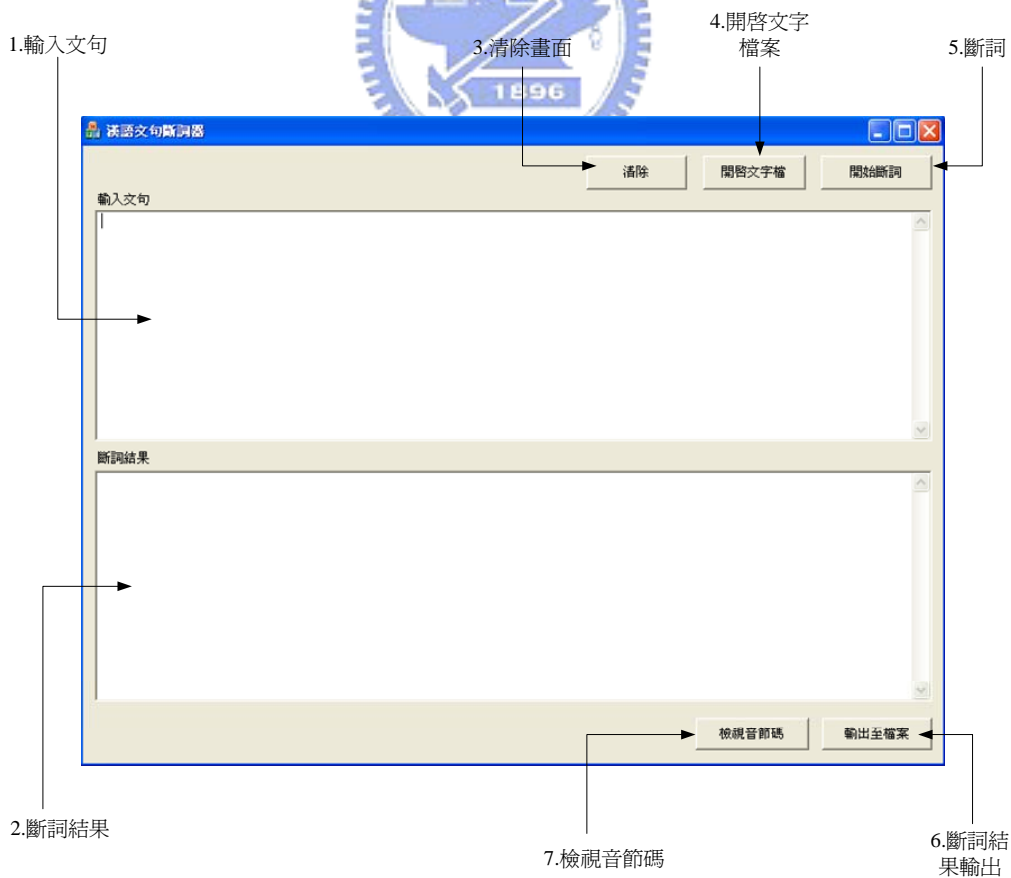 4.開啓文字
檔案
1.輸入文句
3.清除畫面
5.斷詞
1896
漢語文句斷詞器
清除
開啓文字檔
開始斷詞
輸入文句
斷詞結果
檢視音節碼
輸出至檔案
2.斷詞結果
7.檢視音節碼
6.斷詞結
果輸出